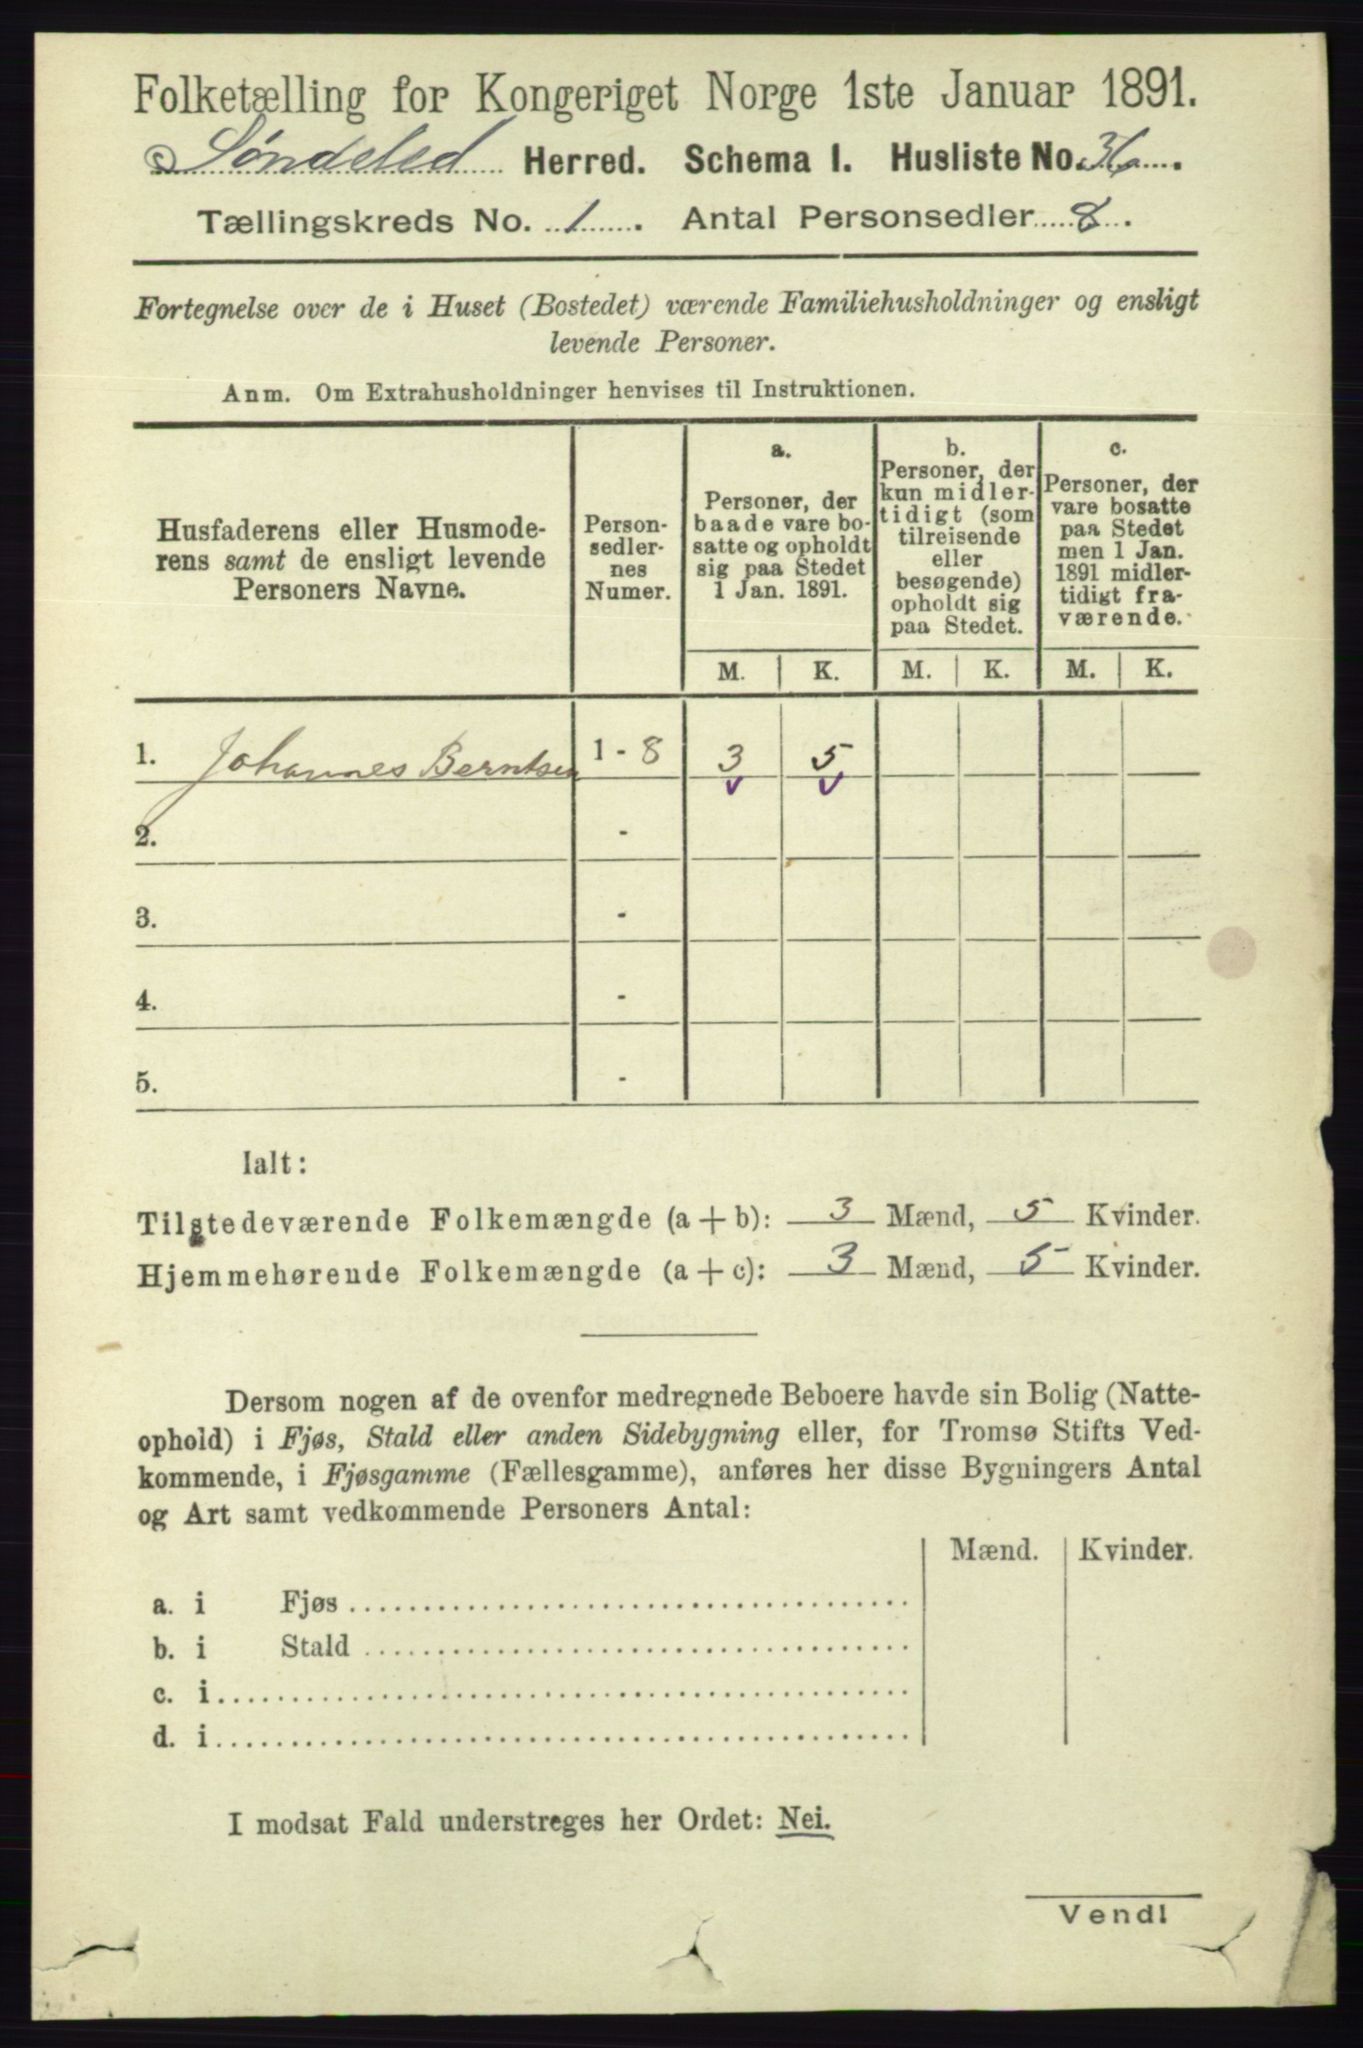 Folketælling for Kongeriget Norge 1ste Januar 1891.
Søndeled Herred. Schema I. Husliste No. 36.
Tællingskreds No. 1. Antal Personsedler 8.
Fortegnelse over de i Huset (Bostedet) værende Familiehusholdninger og ensligt
levende Personer.
Anm. Om Extrahusholdninger henvises til Instruktionen.
Husfaderens eller Husmode-
rens samt de ensligt levende
Personers Navne.
Person-
sedler-
nes
Numer.
a.
Personer, der
baade vare bo-
satte og opholdt
sig paa Stedet
1 Jan. 1891.
b.
Personer, der
kun midler-
tidigt (som
tilreisende
eller
besøgende)
opholdt sig
paa Stedet.
c.
Personer, der
vare bosatte
paa Stedet
men 1 Jan.
1891 midler-
tidigt fra-
værende.
M. K. M. K. M. K.
1. Johannes Berntsen 1 - 8 3 5
2. -
3. -
4. -
5. -
Ialt:
Tilstedeværende Folkemængde (a + b): 3 Mænd, 5 Kvinder.
Hjemmehørende Folkemængde (a + c): 3 Mænd, 5 Kvinder.
Dersom nogen af de ovenfor medregnede Beboere havde sin Bolig (Natte-
ophold) i Fjøs, Stald eller anden Sidebygning eller, for Tromsø Stifts Ved-
kommende, i Fjøsgamme (Fællesgamme), anføres her disse Bygningers Antal
og Art samt vedkommende Personers Antal:
Mænd. Kvinder.
a. i Fjøs
b. i Stald
c. i
d. i
I modsat Fald understreges her Ordet: Nei.
Vend!